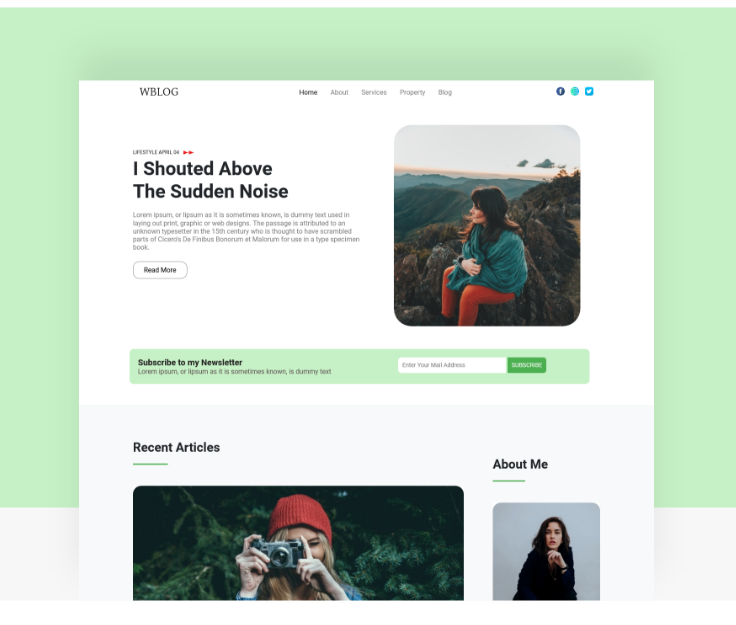 WBLOG
Home About Services Property Blog
LIFESTYLE APRIL 04
I Shouted Above
The Sudden Noise
Lorem ipsum, or lipsum as it is sometimes known, is dummy text used in
laying out print, graphic or web designs. The passage is attributed to an
unknown typesetter in the 15th century who is thought to have scrambled
parts of Cicero's De Finibus Bonorum et Malorum for use in a type specimen
book.
Read More
Subscribe to my Newsletter
Lorem ipsum, or lipsum as it is sometimes known, is dummy text
Enter Your Mail Address
SUBSCRIBE
Recent Articles
About Me